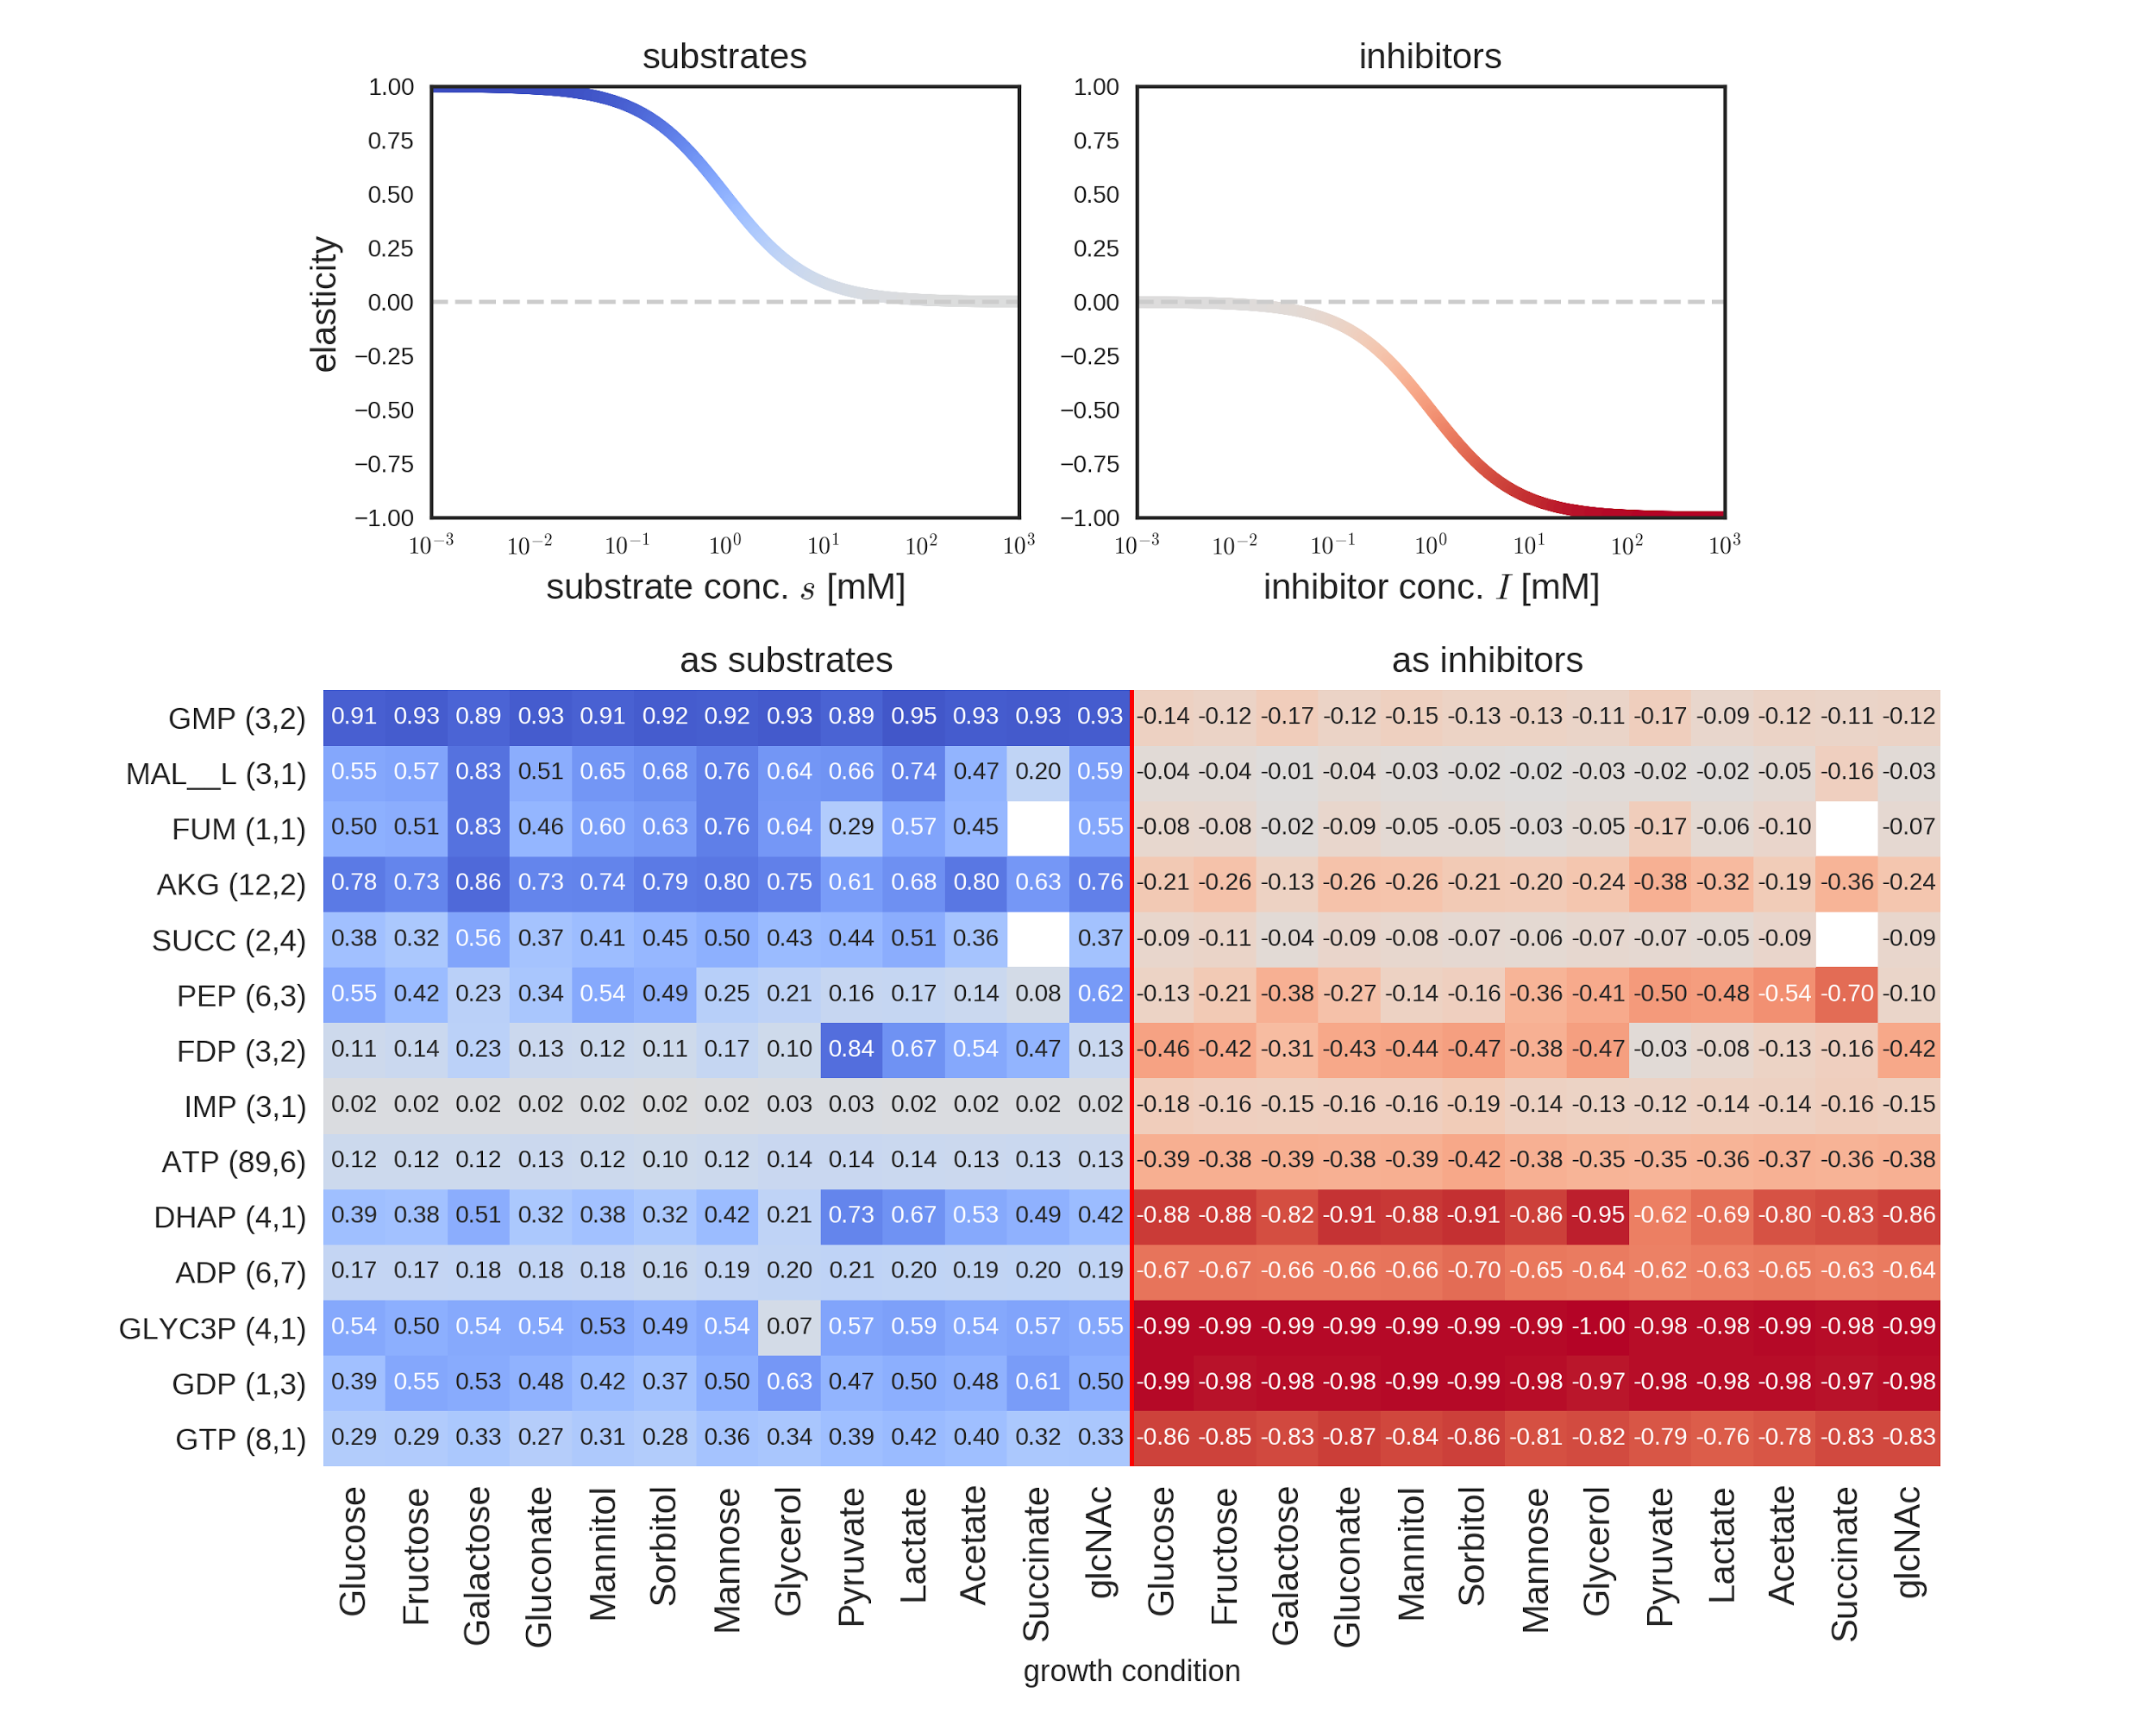 substrates
inhibitors
1.00
0.75
0.50
0.25
0.00
−0.25
−0.50
−0.75
−1.00
elasticity
10⁻³ 10⁻² 10⁻¹ 10⁰ 10¹ 10² 10³
substrate conc. s [mM]
1.00
0.75
0.50
0.25
0.00
−0.25
−0.50
−0.75
−1.00
10⁻³ 10⁻² 10⁻¹ 10⁰ 10¹ 10² 10³
inhibitor conc. I [mM]
as substrates
as inhibitors
GMP (3,2) 0.91 0.93 0.89 0.93 0.91 0.92 0.92 0.93 0.89 0.95 0.93 0.93 0.93 -0.14 -0.12 -0.17 -0.12 -0.15 -0.13 -0.13 -0.11 -0.17 -0.09 -0.12 -0.11 -0.12
MAL__L (3,1) 0.55 0.57 0.83 0.51 0.65 0.68 0.76 0.64 0.66 0.74 0.47 0.20 0.59 -0.04 -0.04 -0.01 -0.04 -0.03 -0.02 -0.02 -0.03 -0.02 -0.02 -0.05 -0.16 -0.03
FUM (1,1) 0.50 0.51 0.83 0.46 0.60 0.63 0.76 0.64 0.29 0.57 0.45 0.55 -0.08 -0.08 -0.02 -0.09 -0.05 -0.05 -0.03 -0.05 -0.17 -0.06 -0.10 -0.07
AKG (12,2) 0.78 0.73 0.86 0.73 0.74 0.79 0.80 0.75 0.61 0.68 0.80 0.63 0.76 -0.21 -0.26 -0.13 -0.26 -0.26 -0.21 -0.20 -0.24 -0.38 -0.32 -0.19 -0.36 -0.24
SUCC (2,4) 0.38 0.32 0.56 0.37 0.41 0.45 0.50 0.43 0.44 0.51 0.36 0.37 -0.09 -0.11 -0.04 -0.09 -0.08 -0.07 -0.06 -0.07 -0.07 -0.05 -0.09 -0.09
PEP (6,3) 0.55 0.42 0.23 0.34 0.54 0.49 0.25 0.21 0.16 0.17 0.14 0.08 0.62 -0.13 -0.21 -0.38 -0.27 -0.14 -0.16 -0.36 -0.41 -0.50 -0.48 -0.54 -0.70 -0.10
FDP (3,2) 0.11 0.14 0.23 0.13 0.12 0.11 0.17 0.10 0.84 0.67 0.54 0.47 0.13 -0.46 -0.42 -0.31 -0.43 -0.44 -0.47 -0.38 -0.47 -0.03 -0.08 -0.13 -0.16 -0.42
IMP (3,1) 0.02 0.02 0.02 0.02 0.02 0.02 0.02 0.03 0.03 0.02 0.02 0.02 0.02 -0.18 -0.16 -0.15 -0.16 -0.16 -0.19 -0.14 -0.13 -0.12 -0.14 -0.14 -0.16 -0.15
ATP (89,6) 0.12 0.12 0.12 0.13 0.12 0.10 0.12 0.14 0.14 0.14 0.13 0.13 0.13 -0.39 -0.38 -0.39 -0.38 -0.39 -0.42 -0.38 -0.35 -0.35 -0.36 -0.37 -0.36 -0.38
DHAP (4,1) 0.39 0.38 0.51 0.32 0.38 0.32 0.42 0.21 0.73 0.67 0.53 0.49 0.42 -0.88 -0.88 -0.82 -0.91 -0.88 -0.91 -0.86 -0.95 -0.62 -0.69 -0.80 -0.83 -0.86
ADP (6,7) 0.17 0.17 0.18 0.18 0.18 0.16 0.19 0.20 0.21 0.20 0.19 0.20 0.19 -0.67 -0.67 -0.66 -0.66 -0.66 -0.70 -0.65 -0.64 -0.62 -0.63 -0.65 -0.63 -0.64
GLYC3P (4,1) 0.54 0.50 0.54 0.54 0.53 0.49 0.54 0.07 0.57 0.59 0.54 0.57 0.55 -0.99 -0.99 -0.99 -0.99 -0.99 -0.99 -0.99 -1.00 -0.98 -0.98 -0.99 -0.98 -0.99
GDP (1,3) 0.39 0.55 0.53 0.48 0.42 0.37 0.50 0.63 0.47 0.50 0.48 0.61 0.50 -0.99 -0.98 -0.98 -0.98 -0.99 -0.99 -0.98 -0.97 -0.98 -0.98 -0.98 -0.97 -0.98
GTP (8,1) 0.29 0.29 0.33 0.27 0.31 0.28 0.36 0.34 0.39 0.42 0.40 0.32 0.33 -0.86 -0.85 -0.83 -0.87 -0.84 -0.86 -0.81 -0.82 -0.79 -0.76 -0.78 -0.83 -0.83
Glucose Fructose Galactose Gluconate Mannitol Sorbitol Mannose Glycerol Pyruvate Lactate Acetate Succinate glcNAc Glucose Fructose Galactose Gluconate Mannitol Sorbitol Mannose Glycerol Pyruvate Lactate Acetate Succinate glcNAc
growth condition